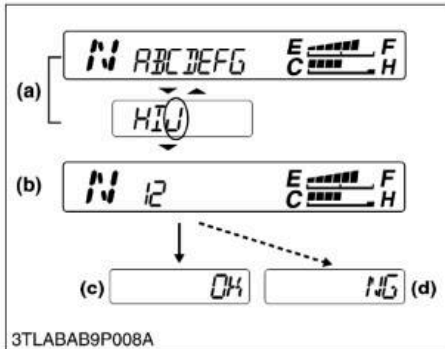 N ABCDEFG E F
C H
(a)
HIJ
(b) N 12 E F
C H
(c) OK NG (d)
3TLABAB9P008A